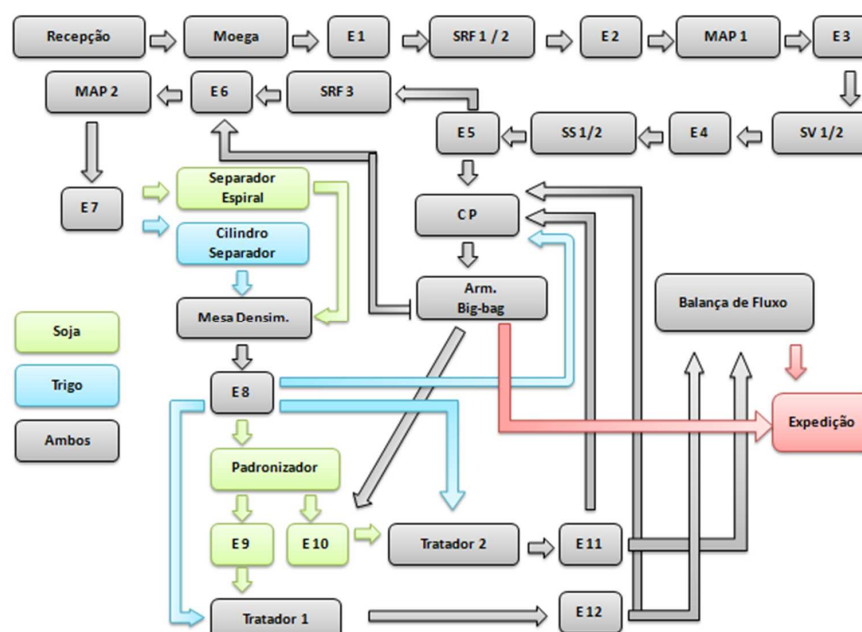 Recepção
Moega
E 1
SRF 1 / 2
E 2
MAP 1
E 3
MAP 2
E 6
SRF 3
E 5
SS 1/2
E 4
SV 1/2
E 7
Separador
Espiral
Cilindro
Separador
C P
Mesa Densim.
Arm.
Big-bag
Balança de Fluxo
Soja
Trigo
Ambos
E 8
Expedição
Padronizador
E 9
E 10
Tratador 2
E 11
Tratador 1
E 12